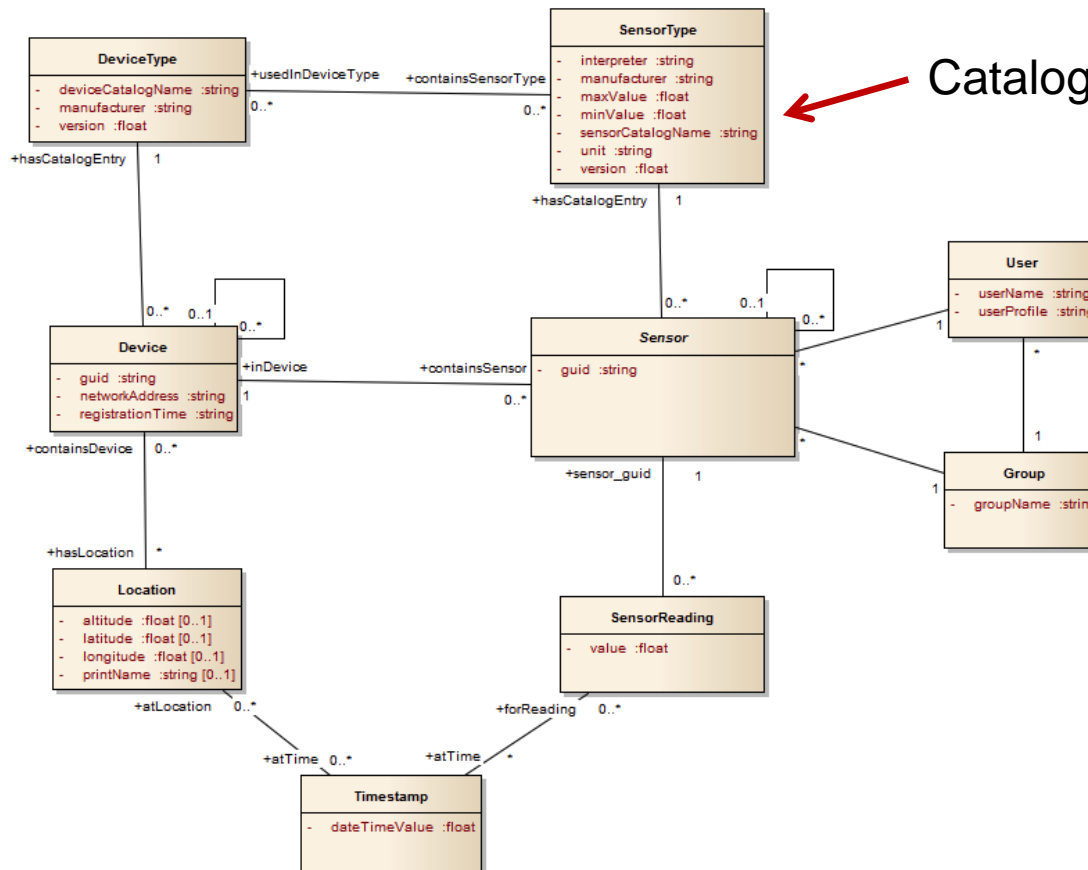 DeviceType
- deviceCatalogName :string
- manufacturer :string
- version :float
SensorType
- interpreter :string
- manufacturer :string
- maxValue :float
- minValue :float
- sensorCatalogName :string
- unit :string
- version :float
Catalog
+usedInDeviceType
0..*
+containsSensorType
0..*
+hasCatalogEntry 1
+hasCatalogEntry 1
0..*
0..1
0..*
0..*
0..1
0..*
Device
- guid :string
- networkAddress :string
- registrationTime :string
+inDevice
1
+containsSensor
0..*
Sensor
- guid :string
User
- userName :string
- userProfile :string
1
*
*
1
*
1
Group
- groupName :strin
+containsDevice 0..*
+sensor_guid 1
+hasLocation *
0..*
Location
- altitude :float [0..1]
- latitude :float [0..1]
- longitude :float [0..1]
- printName :string [0..1]
SensorReading
- value :float
+atLocation 0..*
+forReading 0..*
+atTime 0..*
+atTime *
Timestamp
- dateTimeValue :float